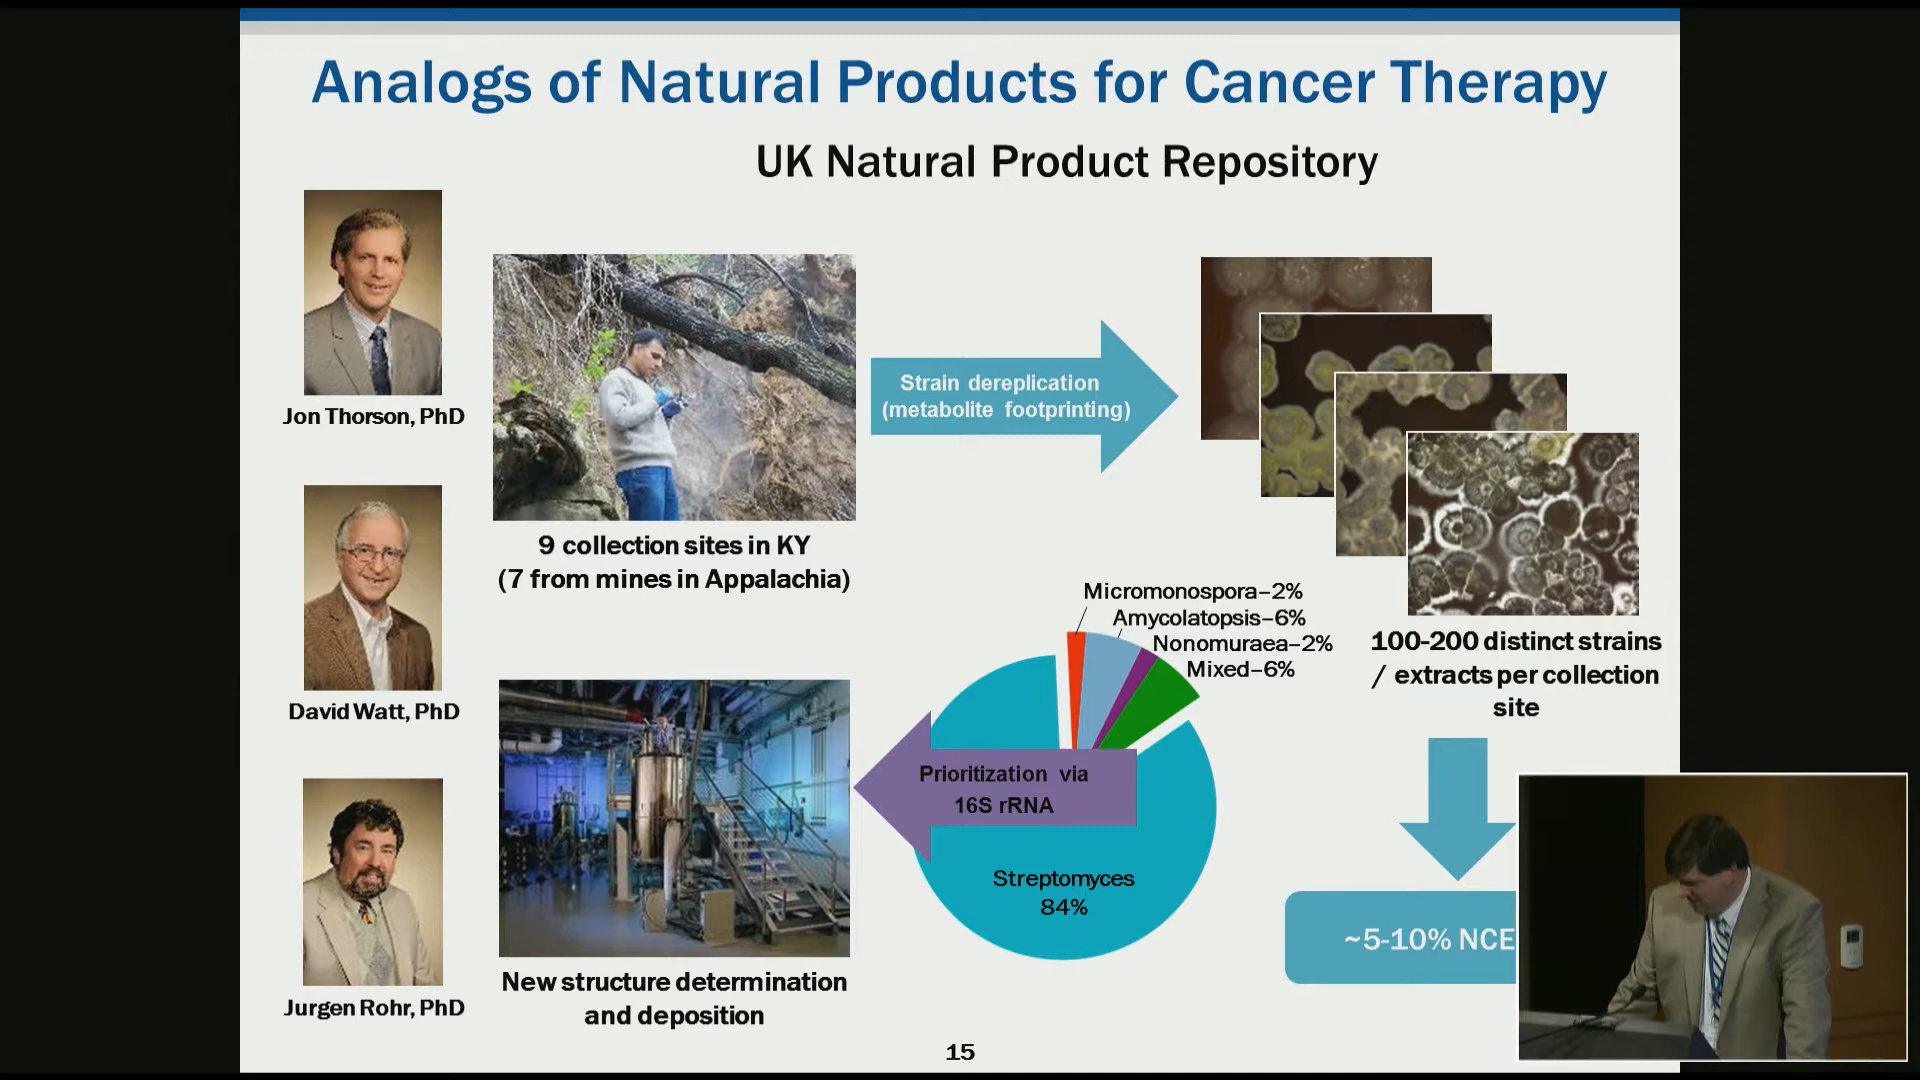 Analogs of Natural Products for Cancer Therapy
UK Natural Product Repository
Jon Thorson, PhD
David Watt, PhD
Jurgen Rohr, PhD
9 collection sites in KY
(7 from mines in Appalachia)
Strain dereplication
(metabolite footprinting)
100-200 distinct strains
/ extracts per collection
site
~5-10% NCE
Micromonospora–2%
Amycolatopsis–6%
Nonomuraea–2%
Mixed–6%
Streptomyces
84%
Prioritization via
16S rRNA
New structure determination
and deposition
15